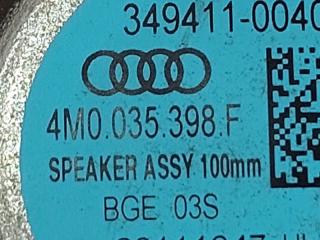 349411-0040
4M0.035.398.F
SPEAKER ASSY 100mm
BGE 03S